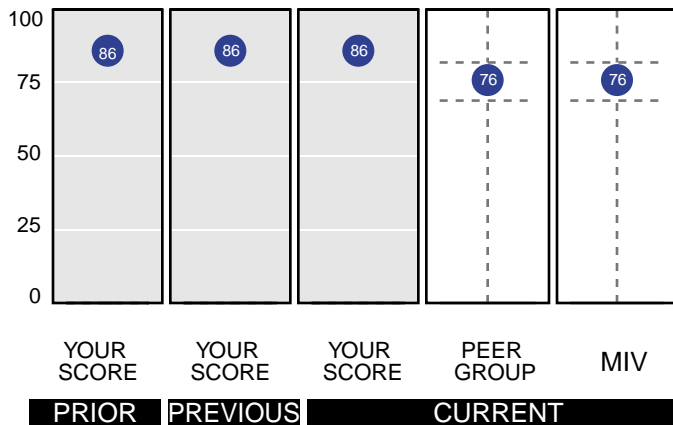 100
86
86
86
76
76
75
50
25
0
YOUR
SCORE
YOUR
SCORE
YOUR
SCORE
PEER
GROUP
MIV
PRIOR
PREVIOUS
CURRENT